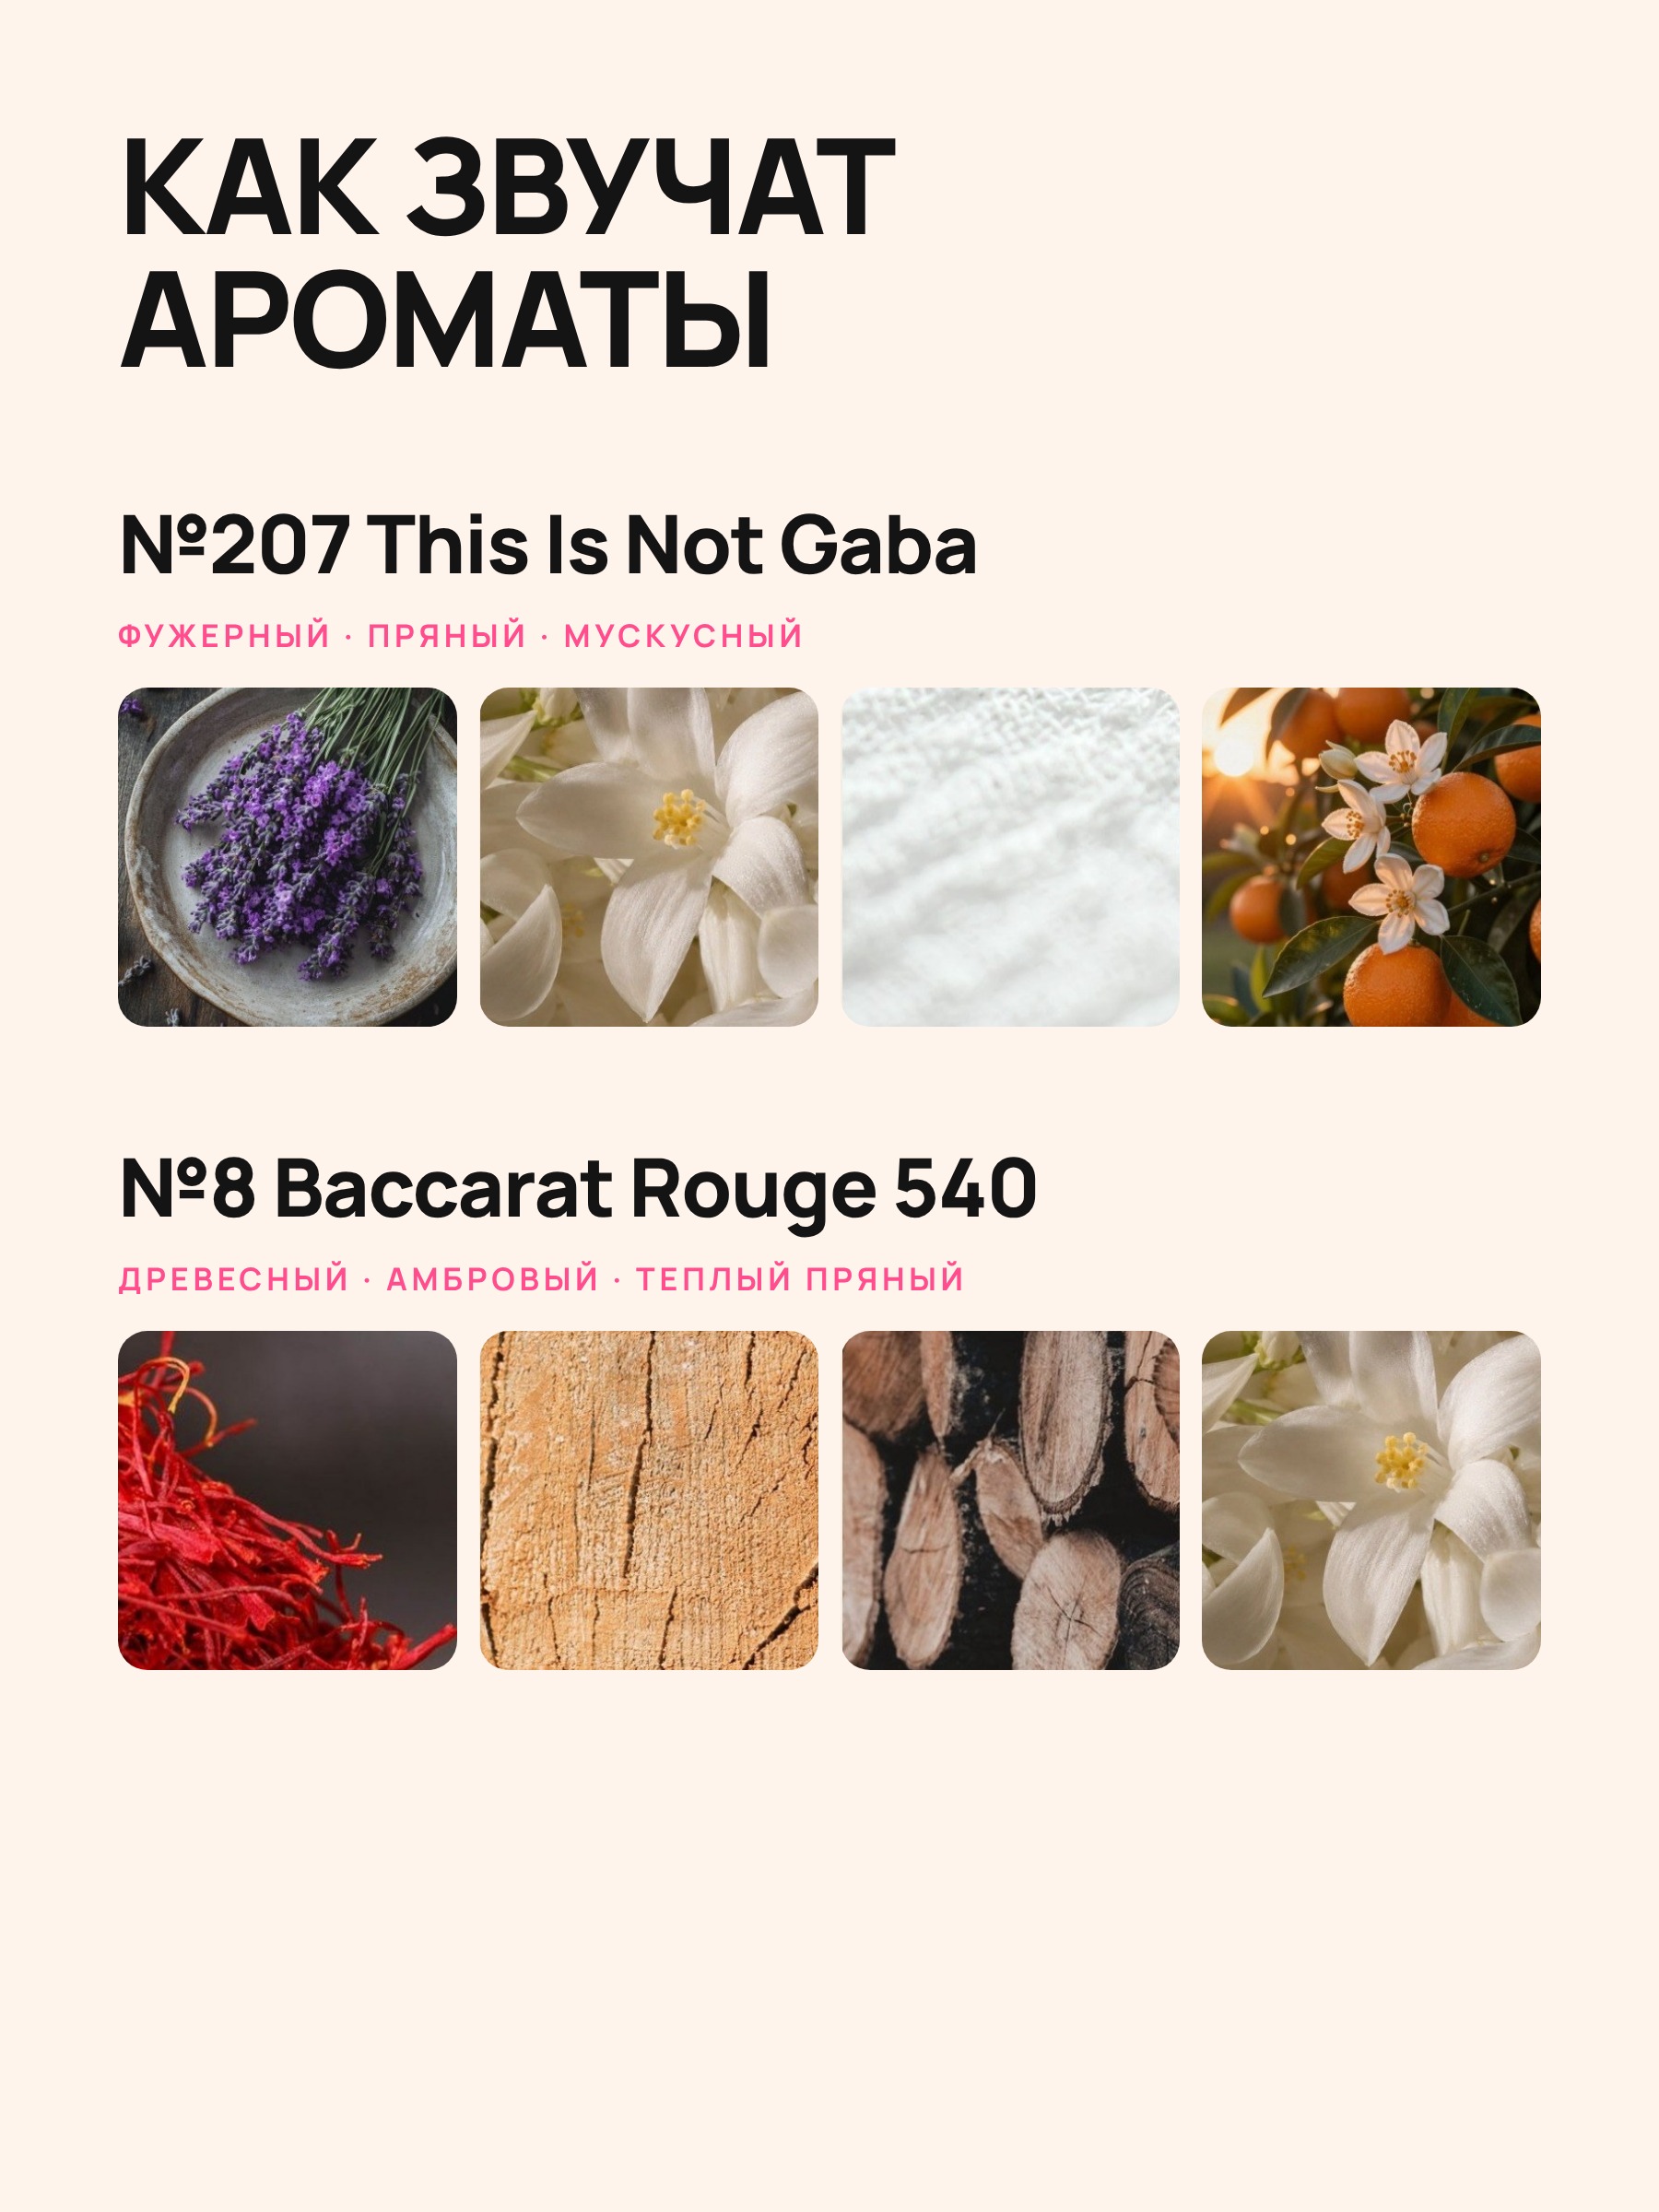 КАК ЗВУЧАТ
АРОМАТЫ
№207 This Is Not Gaba
ФУЖЕРНЫЙ · ПРЯНЫЙ · МУСКУСНЫЙ
№8 Baccarat Rouge 540
ДРЕВЕСНЫЙ · АМБРОВЫЙ · ТЕПЛЫЙ ПРЯНЫЙ